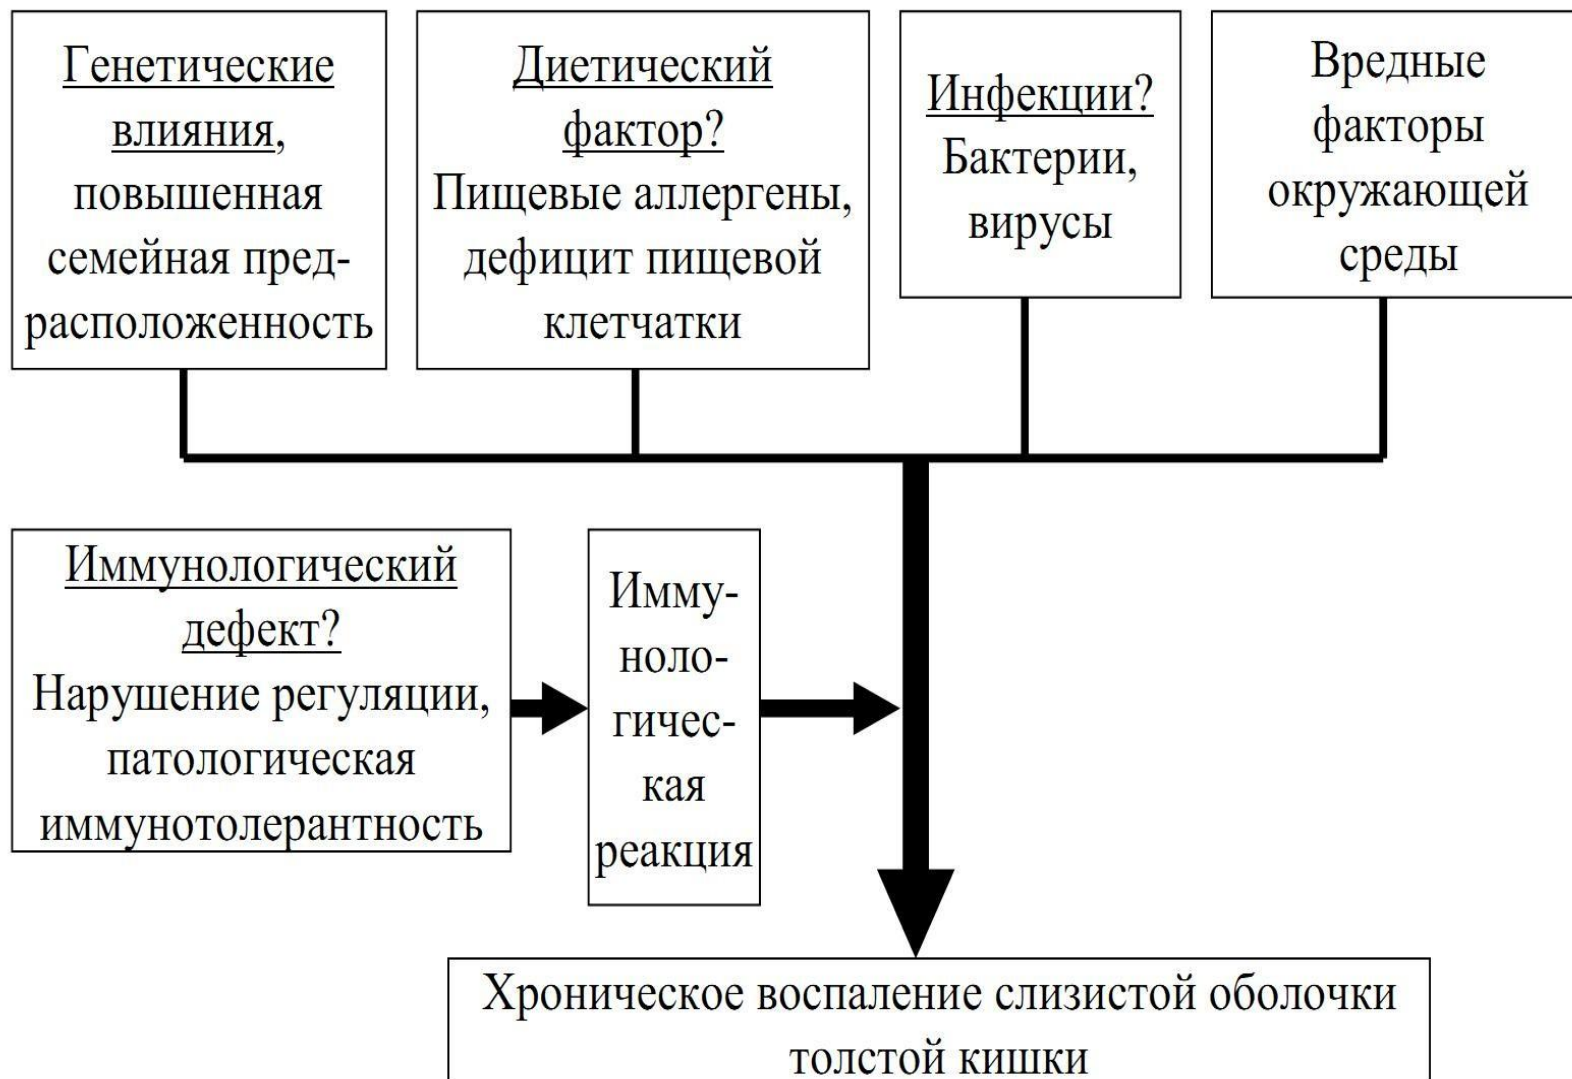 Генетические
влияния,
повышенная
семейная пред-
расположенность
Диетический
фактор?
Пищевые аллергены,
дефицит пищевой
клетчатки
Инфекции?
Бактерии,
вирусы
Вредные
факторы
окружающей
среды
Иммунологический
дефект?
Нарушение регуляции,
патологическая
иммунотолерантность
Имму-
ноло-
гичес-
кая
реакция
Хроническое воспаление слизистой оболочки
толстой кишки